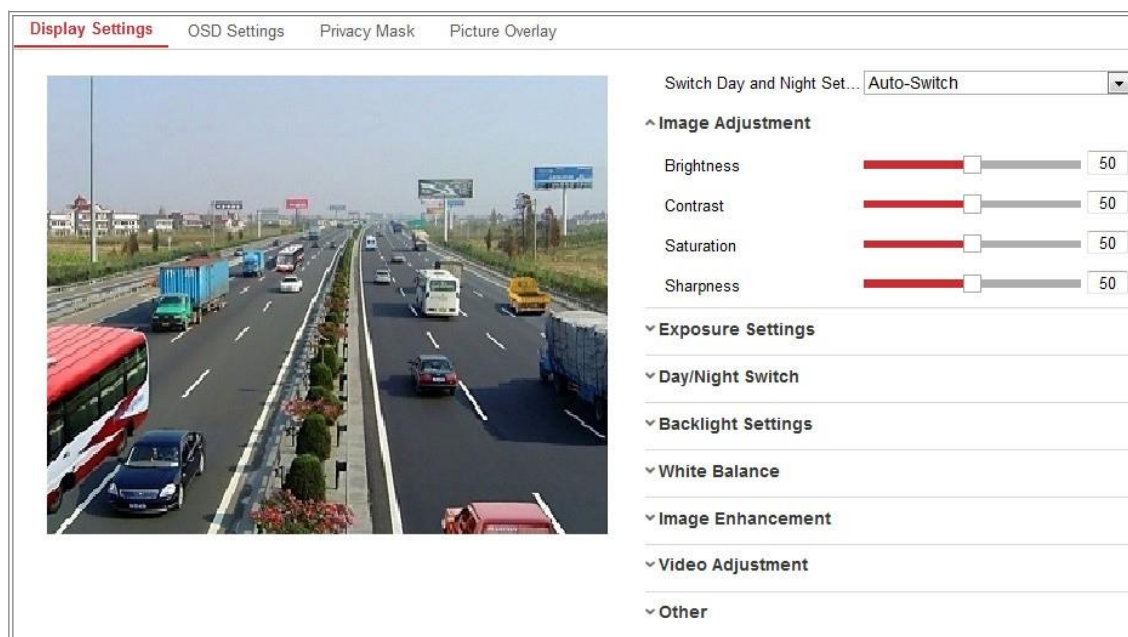 Display Settings OSD Settings Privacy Mask Picture Overlay
Switch Day and Night Set... Auto-Switch
Image Adjustment
Brightness 50
Contrast 50
Saturation 50
Sharpness 50
Exposure Settings
Day/Night Switch
Backlight Settings
White Balance
Image Enhancement
Video Adjustment
Other